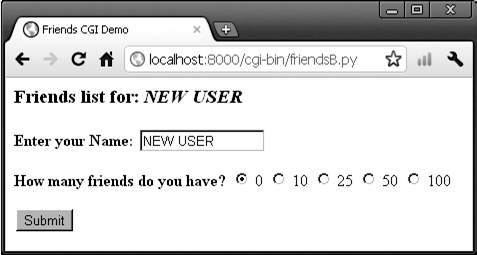 Friends CGI Demo
localhost:8000/cgi-bin/friendsB.py
Friends list for: NEW USER
Enter your Name: NEW USER
How many friends do you have? 0 10 25 50 100
Submit